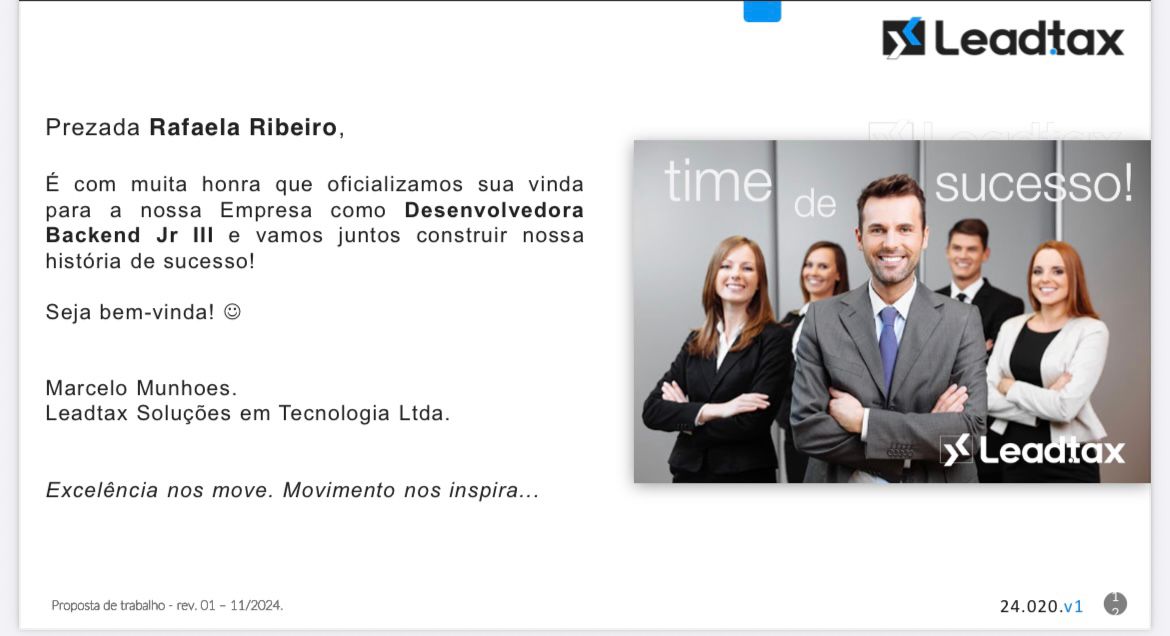 Leadtax
Prezada Rafaela Ribeiro,
Leadtax
time de sucesso!
É com muita honra que oficializamos sua vinda
para a nossa Empresa como Desenvolvedora
Backend Jr III e vamos juntos construir nossa
história de sucesso!
Seja bem-vinda! ☺
Marcelo Munhoes.
Leadtax Soluções em Tecnologia Ltda.
Leadtax
Excelência nos move. Movimento nos inspira...
Proposta de trabalho - rev. 01 – 11/2024.
24.020.v1
12